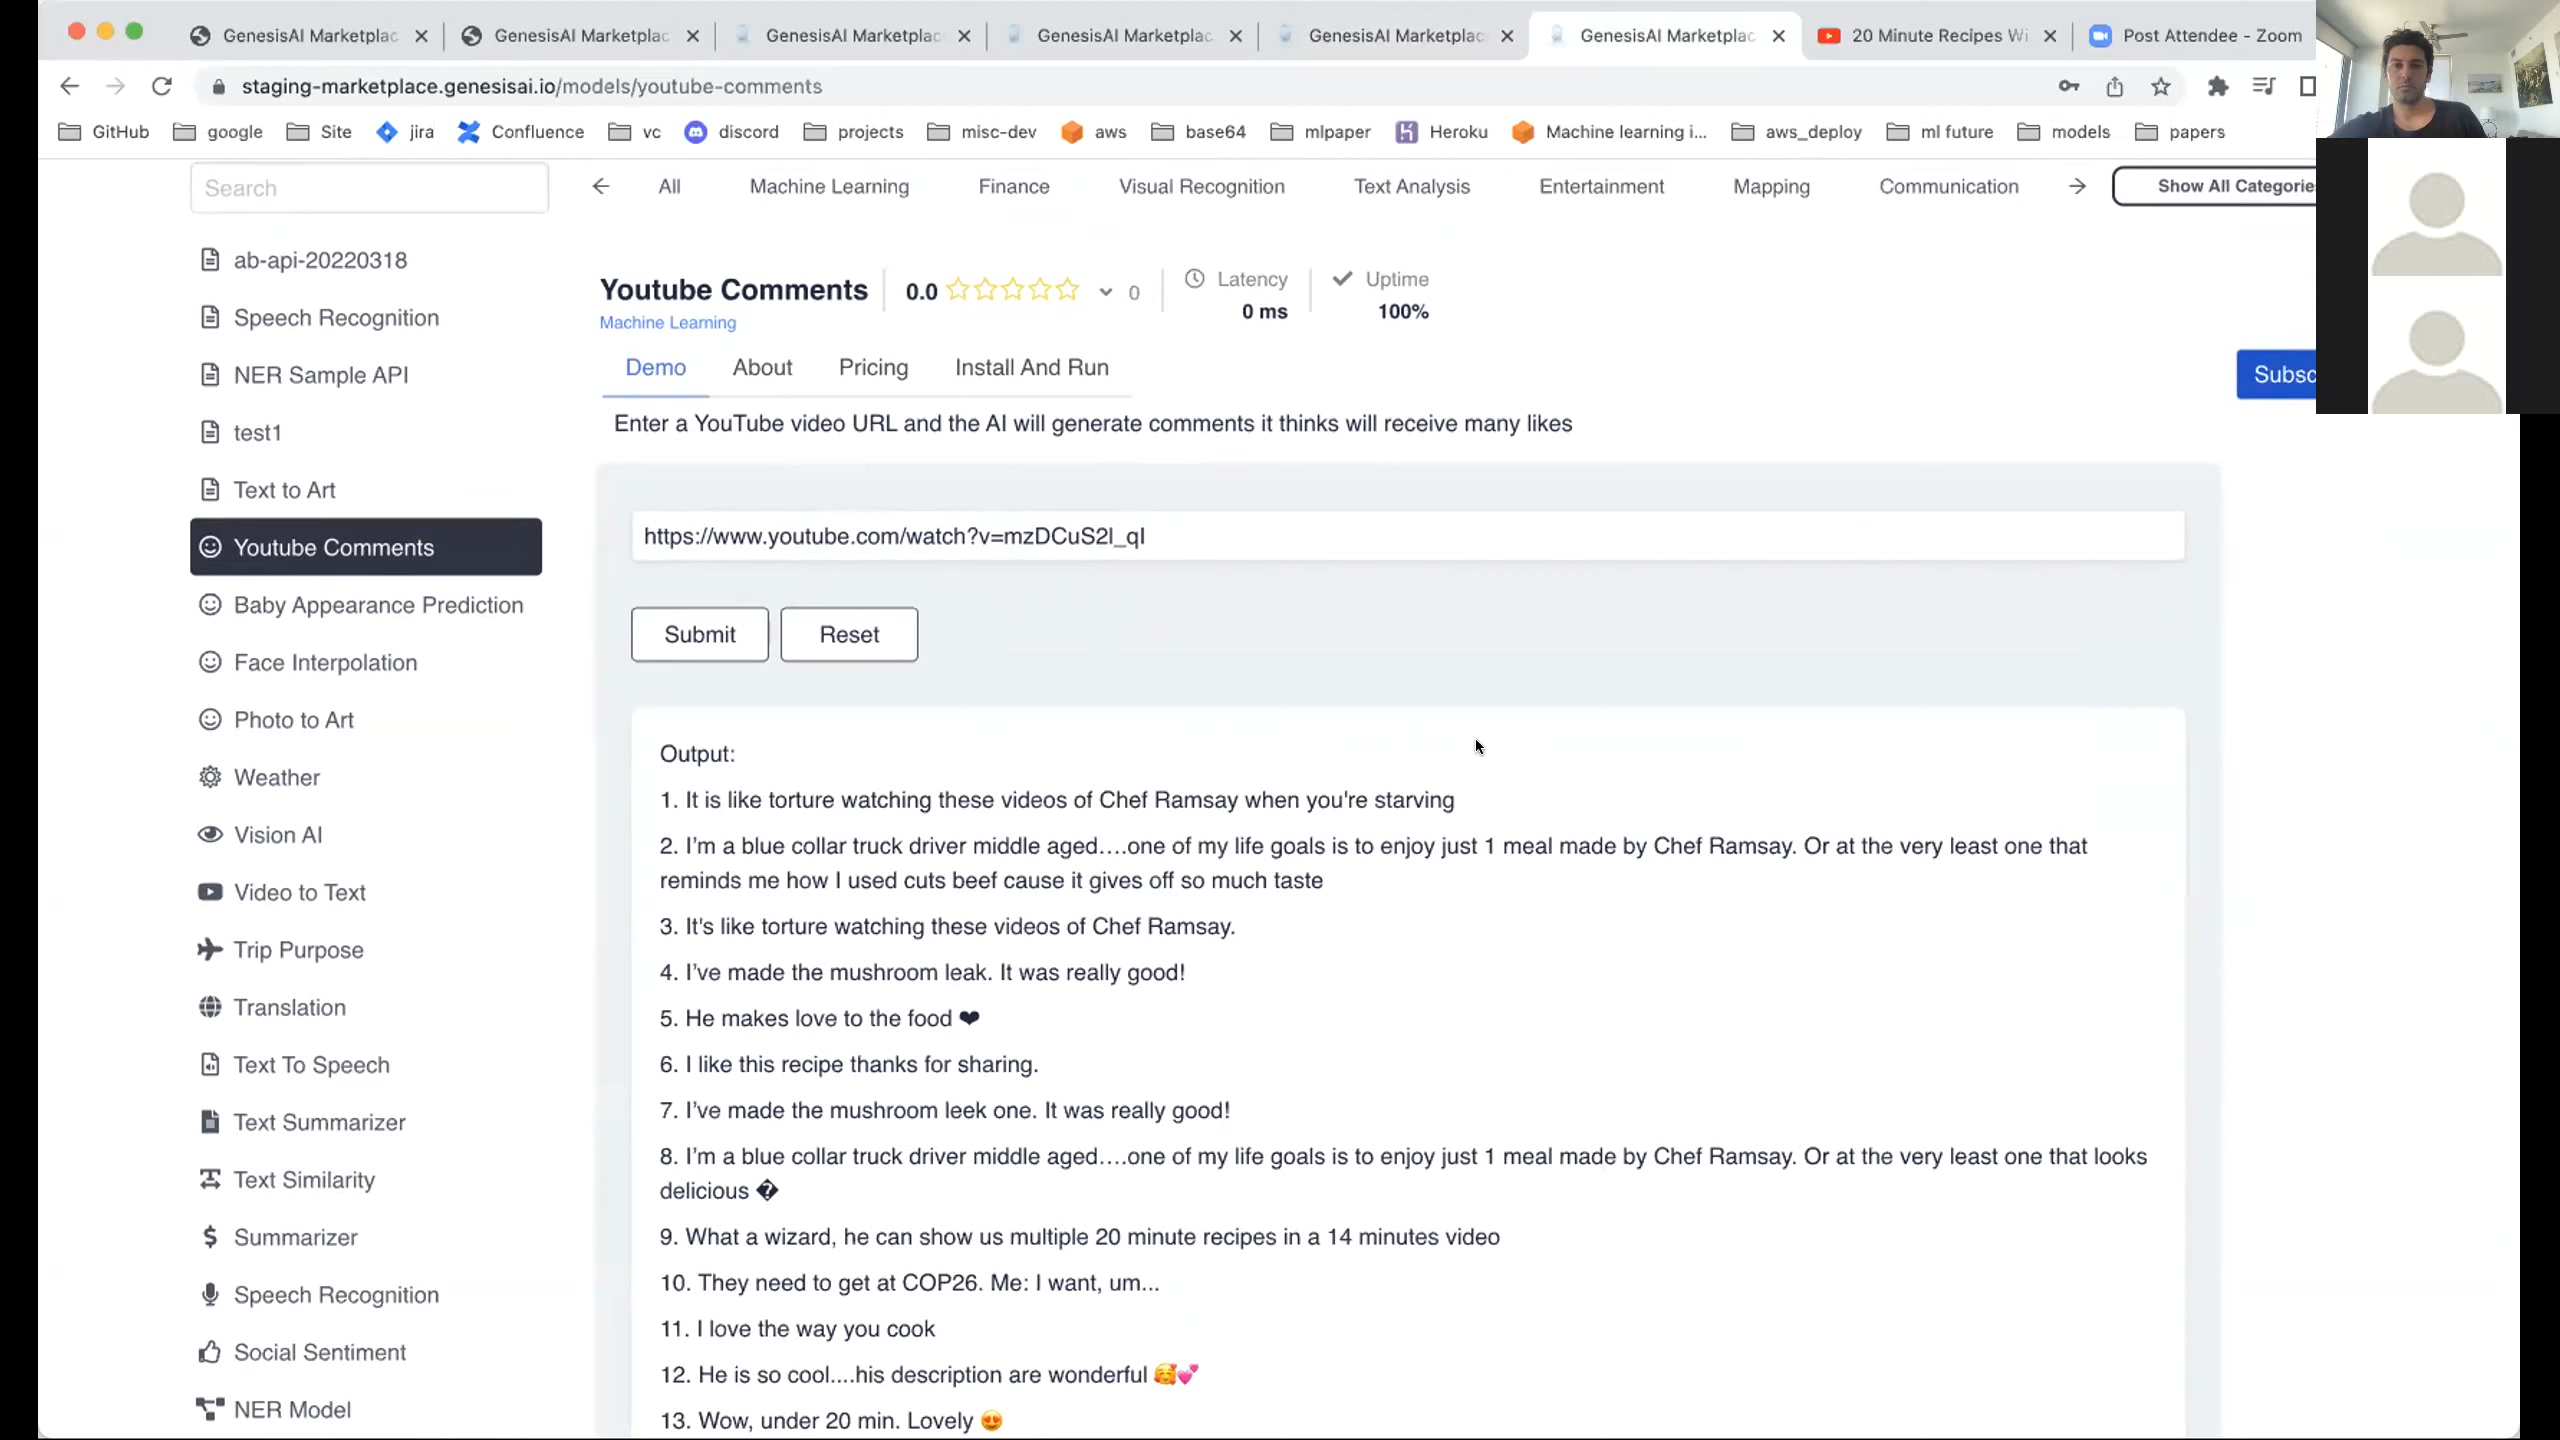 GenesisAI Marketplac
GenesisAI Marketplac
GenesisAI Marketplac
GenesisAI Marketplac
GenesisAI Marketplac
GenesisAI Marketplac
20 Minute Recipes Wi
Post Attendee - Zoom
staging-marketplace.genesisai.io/models/youtube-comments
GitHub google Site jira Confluence vc discord projects misc-dev aws base64 mlpaper Heroku Machine learning i... aws_deploy ml future models papers
Search
All Machine Learning Finance Visual Recognition Text Analysis Entertainment Mapping Communication Show All Categorie
ab-api-20220318
Speech Recognition
NER Sample API
test1
Text to Art
Youtube Comments
Baby Appearance Prediction
Face Interpolation
Photo to Art
Weather
Vision AI
Video to Text
Trip Purpose
Translation
Text To Speech
Text Summarizer
Text Similarity
Summarizer
Speech Recognition
Social Sentiment
NER Model
Youtube Comments 0.0 0
Machine Learning
Latency
0 ms
Uptime
100%
Demo About Pricing Install And Run
Subsc
Enter a YouTube video URL and the AI will generate comments it thinks will receive many likes
https://www.youtube.com/watch?v=mzDCuS2l_qI
Submit Reset
Output:
1. It is like torture watching these videos of Chef Ramsay when you're starving
2. I’m a blue collar truck driver middle aged….one of my life goals is to enjoy just 1 meal made by Chef Ramsay. Or at the very least one that
reminds me how I used cuts beef cause it gives off so much taste
3. It's like torture watching these videos of Chef Ramsay.
4. I’ve made the mushroom leak. It was really good!
5. He makes love to the food ❤
6. I like this recipe thanks for sharing.
7. I’ve made the mushroom leek one. It was really good!
8. I’m a blue collar truck driver middle aged….one of my life goals is to enjoy just 1 meal made by Chef Ramsay. Or at the very least one that looks
delicious �
9. What a wizard, he can show us multiple 20 minute recipes in a 14 minutes video
10. They need to get at COP26. Me: I want, um...
11. I love the way you cook
12. He is so cool....his description are wonderful 🥰💕
13. Wow, under 20 min. Lovely 😍